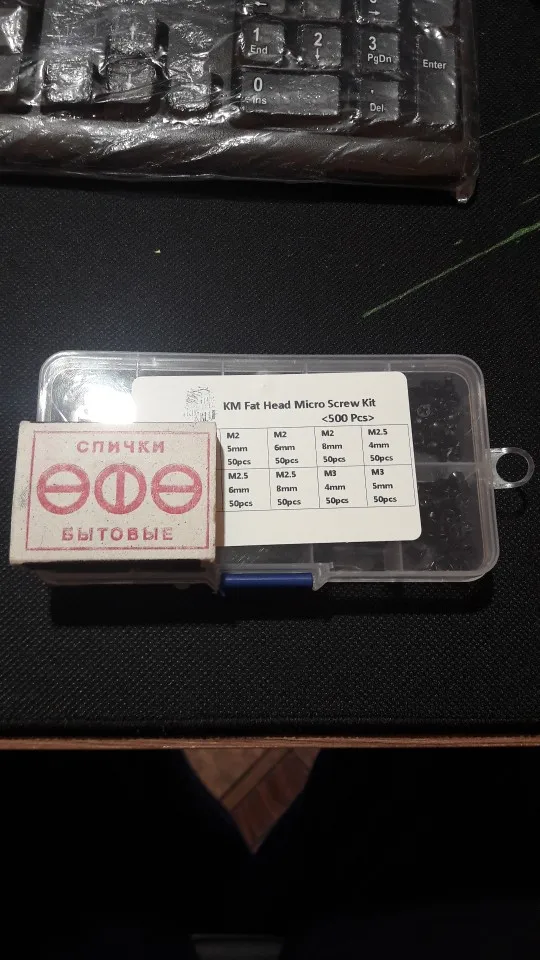 1
End
2
3
PgDn
Enter
0
Ins
.
Del
KM Fat Head Micro Screw Kit
<500 Pcs>
M2 M2 M2 M2.5
5mm 6mm 8mm 4mm
50pcs 50pcs 50pcs 50pcs
M2.5 M2.5 M3 M3
6mm 8mm 4mm 5mm
50pcs 50pcs 50pcs 50pcs
СПИЧКИ
ӨФӨ
БЫТОВЫЕ